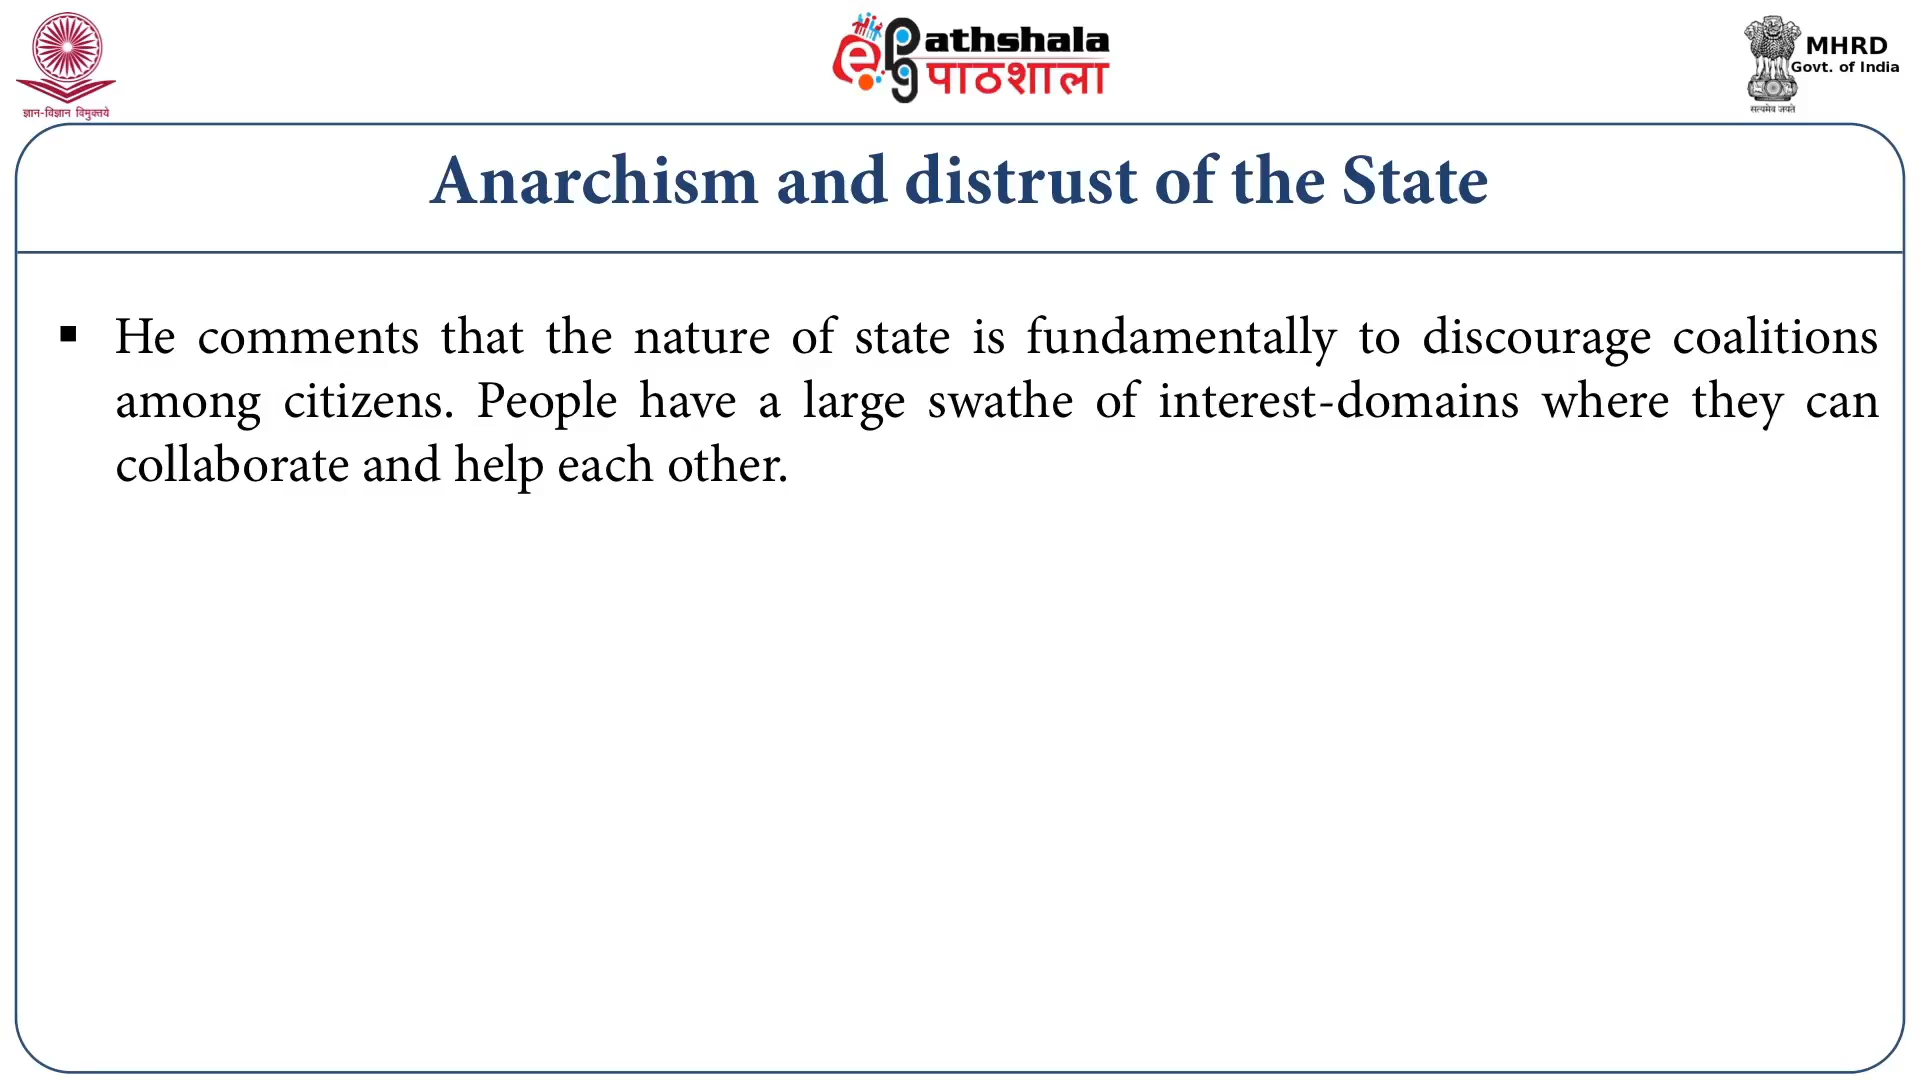 ज्ञान-विज्ञान विमुक्तये
ePG Pathshala
पाठशाला
MHRD
Govt. of India
सत्यमेव जयते
Anarchism and distrust of the State
▪ He comments that the nature of state is fundamentally to discourage coalitions
among citizens. People have a large swathe of interest-domains where they can
collaborate and help each other.